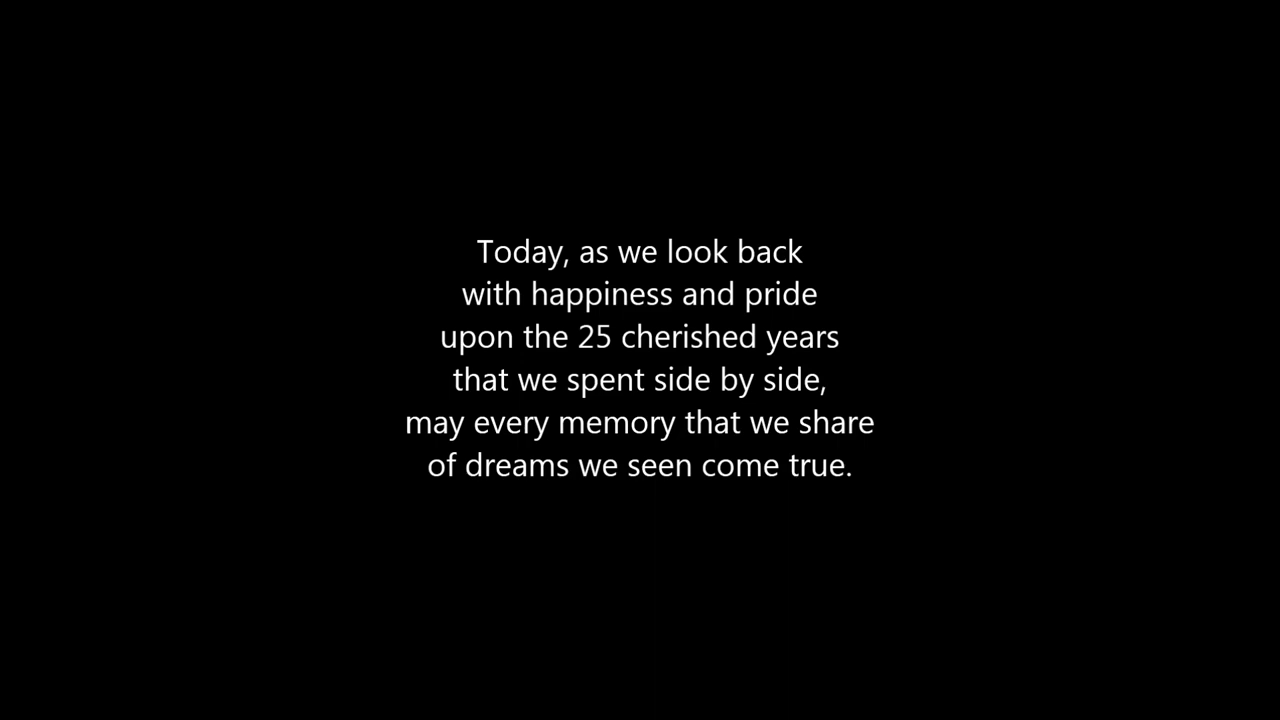 Today, as we look back
with happiness and pride
upon the 25 cherished years
that we spent side by side,
may every memory that we share
of dreams we seen come true.